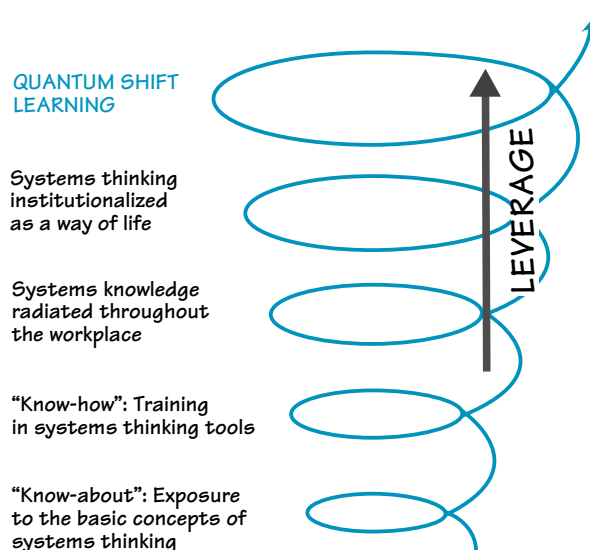 QUANTUM SHIFT
LEARNING
Systems thinking
institutionalized
as a way of life
Systems knowledge
radiated throughout
the workplace
“Know-how”: Training
in systems thinking tools
“Know-about”: Exposure
to the basic concepts of
systems thinking
LEVERAGE